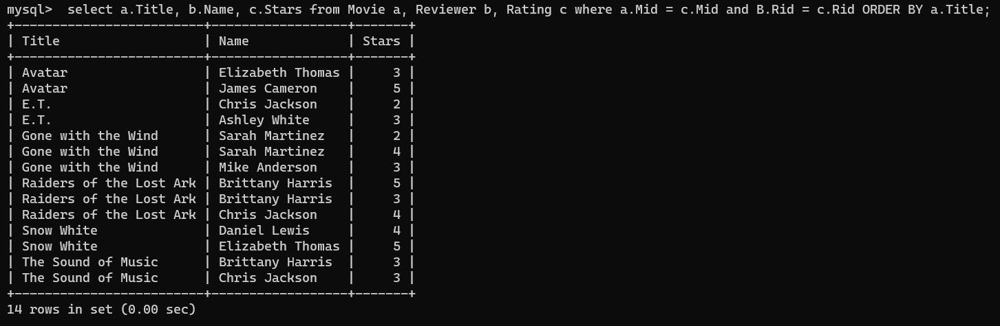 mysql>  select a.Title, b.Name, c.Stars from Movie a, Reviewer b, Rating c where a.Mid = c.Mid and B.Rid = c.Rid ORDER BY a.Title;
+-------------------------+------------------+-------+
| Title                   | Name             | Stars |
+-------------------------+------------------+-------+
| Avatar                  | Elizabeth Thomas |     3 |
| Avatar                  | James Cameron    |     5 |
| E.T.                    | Chris Jackson    |     2 |
| E.T.                    | Ashley White     |     3 |
| Gone with the Wind      | Sarah Martinez   |     2 |
| Gone with the Wind      | Sarah Martinez   |     4 |
| Gone with the Wind      | Mike Anderson    |     3 |
| Raiders of the Lost Ark | Brittany Harris  |     5 |
| Raiders of the Lost Ark | Brittany Harris  |     3 |
| Raiders of the Lost Ark | Chris Jackson    |     4 |
| Snow White              | Daniel Lewis     |     4 |
| Snow White              | Elizabeth Thomas |     5 |
| The Sound of Music      | Brittany Harris  |     3 |
| The Sound of Music      | Chris Jackson    |     3 |
+-------------------------+------------------+-------+
14 rows in set (0.00 sec)